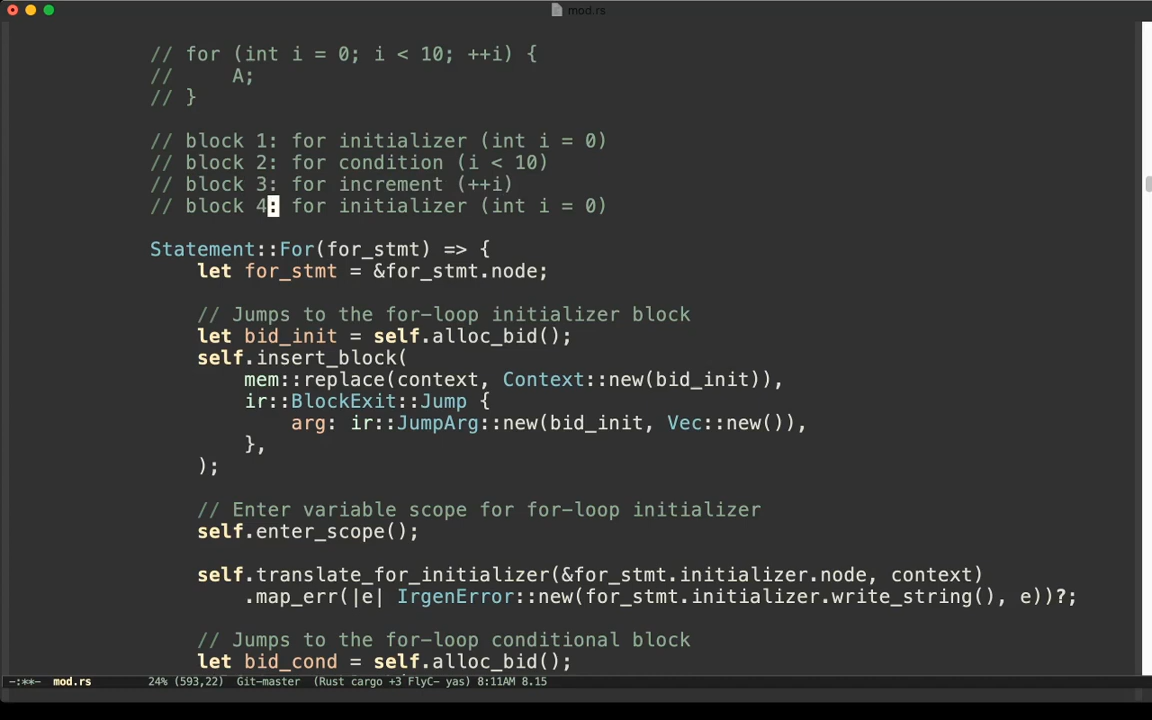 mod.rs
// for (int i = 0; i < 10; ++i) {
//     A;
// }
// block 1: for initializer (int i = 0)
// block 2: for condition (i < 10)
// block 3: for increment (++i)
// block 4: for initializer (int i = 0)
Statement::For(for_stmt) => {
    let for_stmt = &for_stmt.node;
    // Jumps to the for-loop initializer block
    let bid_init = self.alloc_bid();
    self.insert_block(
        mem::replace(context, Context::new(bid_init)),
        ir::BlockExit::Jump {
            arg: ir::JumpArg::new(bid_init, Vec::new()),
        },
    );
    // Enter variable scope for for-loop initializer
    self.enter_scope();
    self.translate_for_initializer(&for_stmt.initializer.node, context)
        .map_err(|e| IrgenError::new(for_stmt.initializer.write_string(), e))?;
    // Jumps to the for-loop conditional block
    let bid_cond = self.alloc_bid();
-:**-  mod.rs  24% (593,22)  Git-master  (Rust cargo +3 FlyC- yas) 8:11AM 8.15